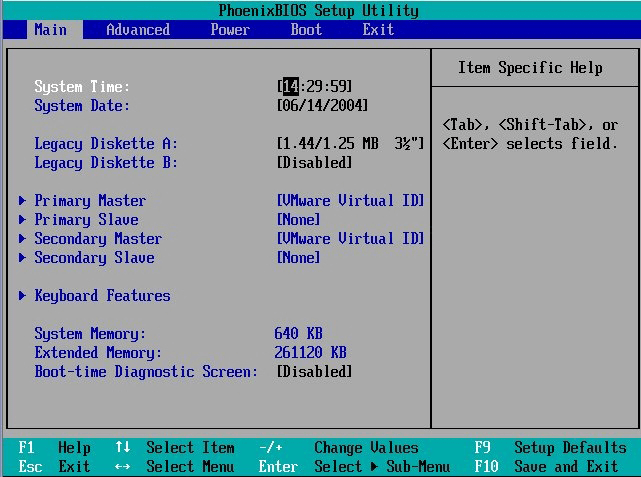 PhoenixBIOS Setup Utility
Main Advanced Power Boot Exit
Item Specific Help
System Time: [14:29:59]
System Date: [06/14/2004]
<Tab>, <Shift-Tab>, or
<Enter> selects field.
Legacy Diskette A: [1.44/1.25 MB 3½"]
Legacy Diskette B: [Disabled]
Primary Master [VMware Virtual ID]
Primary Slave [None]
Secondary Master [VMware Virtual ID]
Secondary Slave [None]
Keyboard Features
System Memory: 640 KB
Extended Memory: 261120 KB
Boot-time Diagnostic Screen: [Disabled]
F1 Help ↑↓ Select Item -/+ Change Values F9 Setup Defaults
Esc Exit ↔ Select Menu Enter Select ▶ Sub-Menu F10 Save and Exit